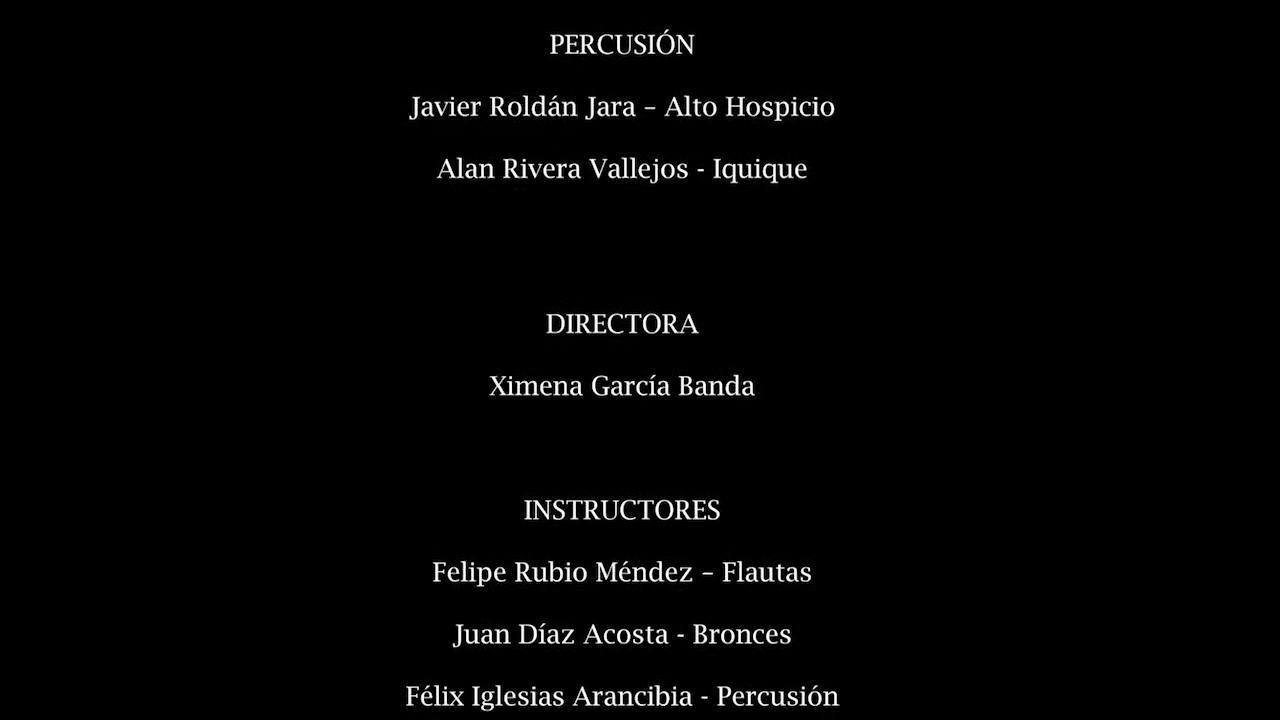 PERCUSIÓN
Javier Roldán Jara – Alto Hospicio
Alan Rivera Vallejos - Iquique
DIRECTORA
Ximena García Banda
INSTRUCTORES
Felipe Rubio Méndez – Flautas
Juan Díaz Acosta - Bronces
Félix Iglesias Arancibia - Percusión